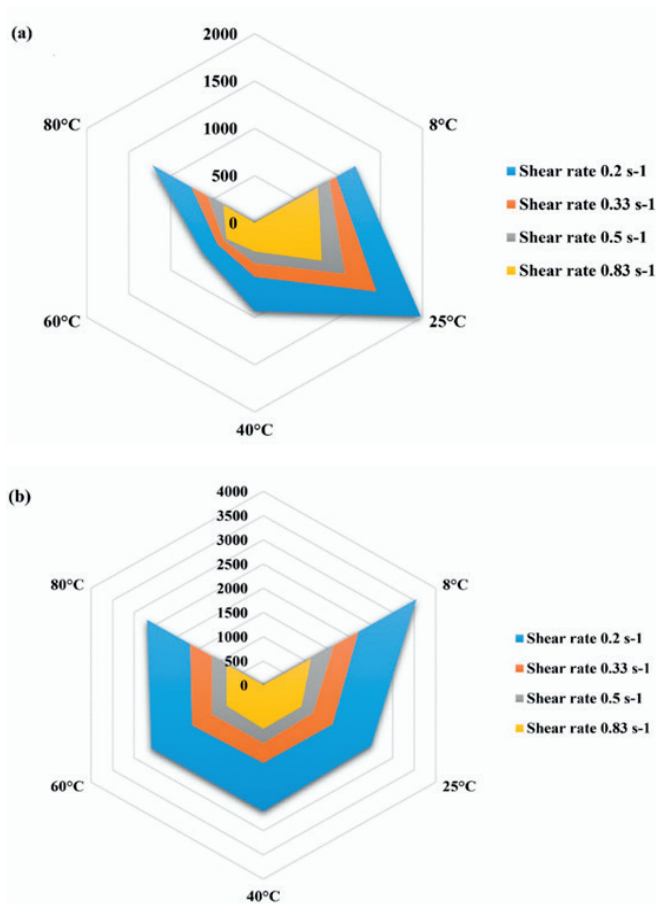 (a)
2000
1500
1000
500
0
80°C
8°C
60°C
25°C
40°C
Shear rate 0.2 s-1
Shear rate 0.33 s-1
Shear rate 0.5 s-1
Shear rate 0.83 s-1
(b)
4000
3500
3000
2500
2000
1500
1000
500
0
80°C
8°C
60°C
25°C
40°C
Shear rate 0.2 s-1
Shear rate 0.33 s-1
Shear rate 0.5 s-1
Shear rate 0.83 s-1